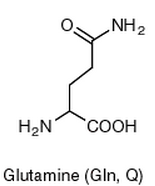 O NH₂
H₂N COOH
Glutamine (Gln, Q)